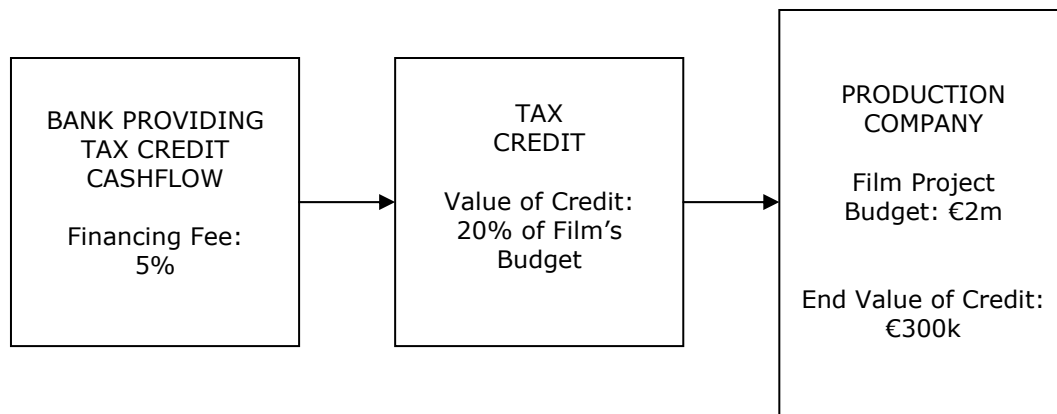 BANK PROVIDING
TAX CREDIT
CASHFLOW
Financing Fee:
5%
TAX
CREDIT
Value of Credit:
20% of Film’s
Budget
PRODUCTION
COMPANY
Film Project
Budget: €2m
End Value of Credit:
€300k